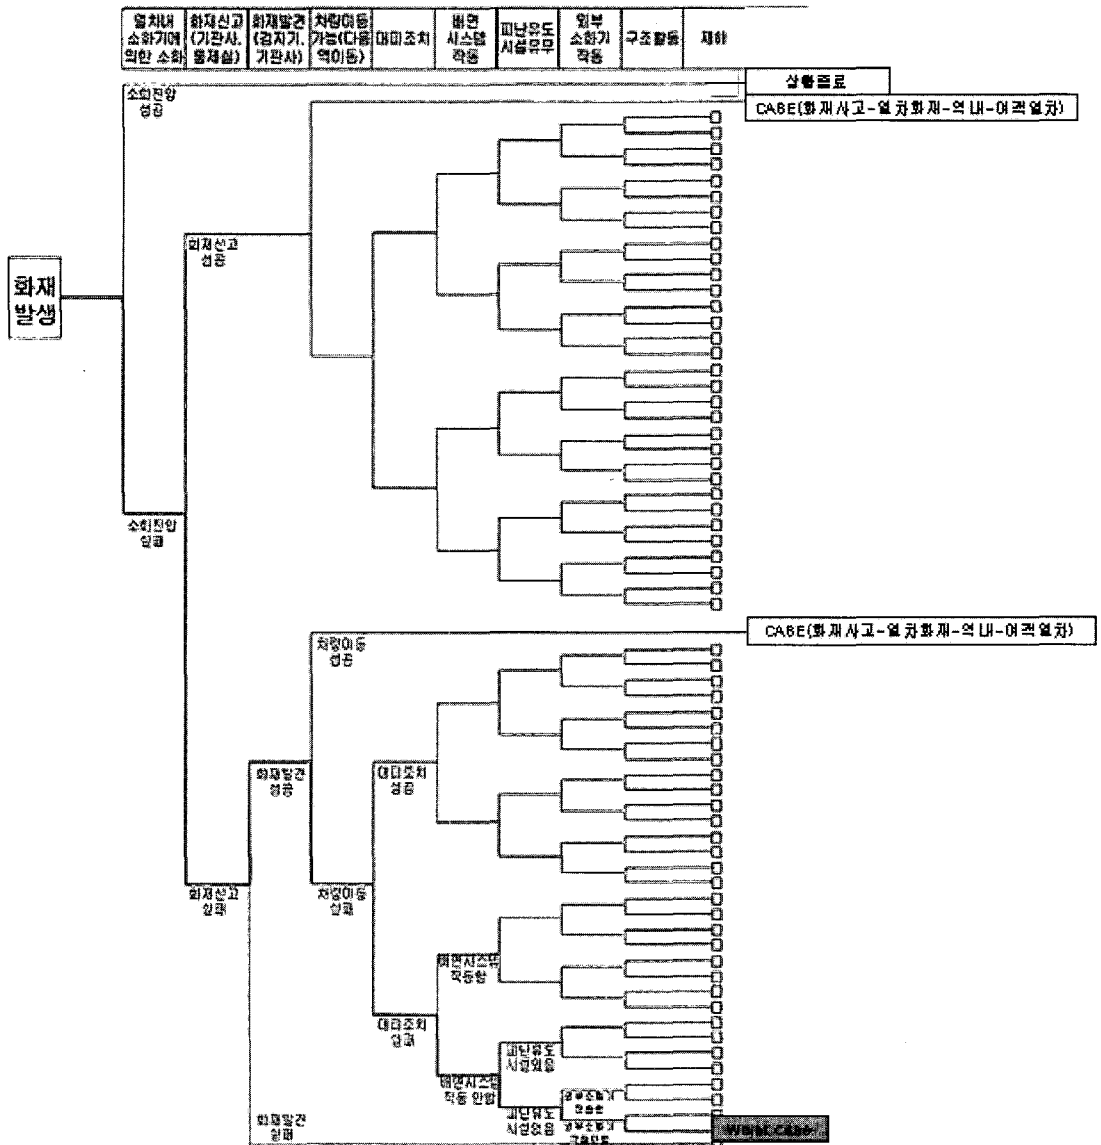 열차내
소화기에
의한 소화
화재신고
(기관사,
통제실)
화재발견
(감지기,
기관사)
차량이동
가능(다음
역이동)
대피조치
배연
시스템
작동
피난유도
시설유무
외부
소화기
작동
구조활동
재해
상황종료
소화진압
성공
CASE(화재사고-열차화재-역내-여객열차)
화재신고
성공
화재
발생
소화진압
실패
CASE(화재사고-열차화재-역내-여객열차)
차량이동
성공
화재발견
성공
대피조치
성공
화재신고
실패
차량이동
실패
배연시스템
작동함
대피조치
실패
피난유도
시설있음
배연시스템
작동 안함
피난유도
시설없음
화재발견
실패
Worst case